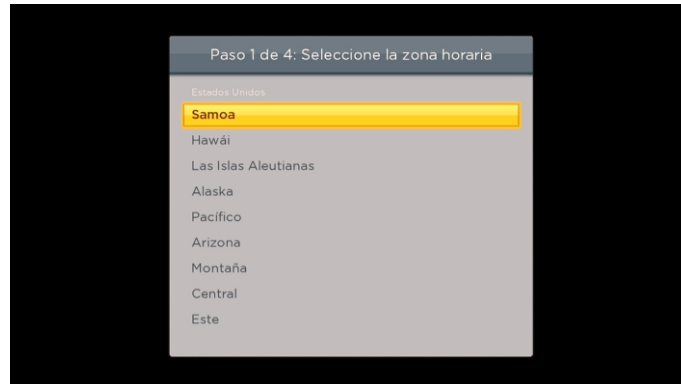 Paso 1 de 4: Seleccione la zona horaria
Estados Unidos
Samoa
Hawái
Las Islas Aleutianas
Alaska
Pacífico
Arizona
Montaña
Central
Este